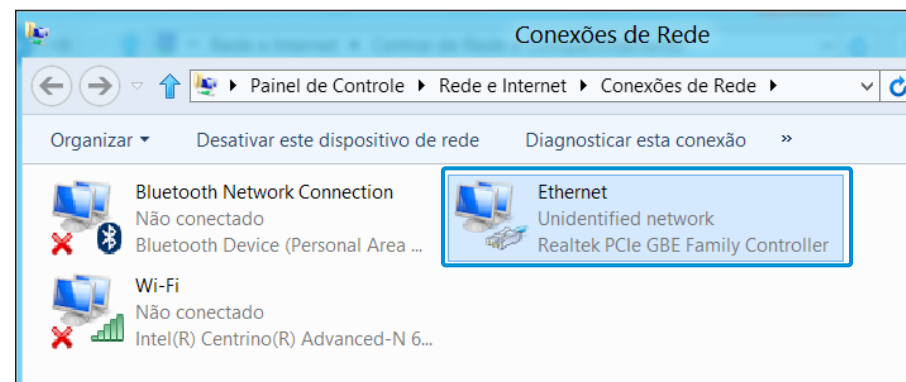 Conexões de Rede
Painel de Controle Rede e Internet Conexões de Rede
Organizar Desativar este dispositivo de rede Diagnosticar esta conexão »
Bluetooth Network Connection
Não conectado
Bluetooth Device (Personal Area ...
Ethernet
Unidentified network
Realtek PCIe GBE Family Controller
Wi-Fi
Não conectado
Intel(R) Centrino(R) Advanced-N 6...